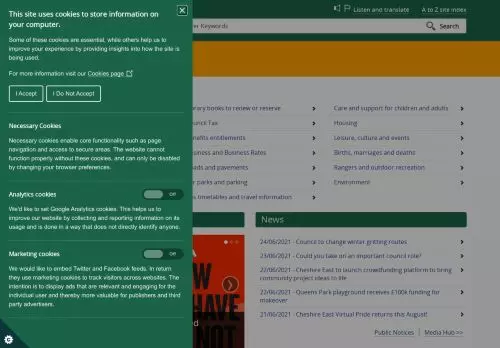 This site uses cookies to store information on
your computer.
Some of these cookies are essential, while others help us to
improve your experience by providing insights into how the site is
being used.
For more information visit our Cookies page
I Accept
I Do Not Accept
Necessary Cookies
Necessary cookies enable core functionality such as page
navigation and access to secure areas. The website cannot
function properly without these cookies, and can only be disabled
by changing your browser preferences.
Analytics cookies
Off
We'd like to set Google Analytics cookies. This helps us to
improve our website by collecting and reporting information on its
usage and is done in a way that does not directly identify anyone.
Marketing cookies
Off
We would like to embed Twitter and Facebook feeds. In return
they use marketing cookies to track visitors across websites. The
intention is to display ads that are relevant and engaging for the
individual user and thereby more valuable for publishers and third
party advertisers.
Listen and translate
A to Z site index
er Keywords
Search
rary books to renew or reserve
uncil Tax
nefits entitlements
siness and Business Rates
ads and pavements
r parks and parking
s timetables and travel information
Care and support for children and adults
Housing
Leisure, culture and events
Births, marriages and deaths
Rangers and outdoor recreation
Environment
W
HAVE
NOT
d
News
24/06/2021 - Council to change winter gritting routes
23/06/2021 - Could you take on an important council role?
22/06/2021 - Cheshire East to launch crowdfunding platform to bring
community project ideas to life
22/06/2021 - Queens Park playground receives £100k funding for
makeover
21/06/2021 - Cheshire East Virtual Pride returns this August!
Public Notices
Media Hub >>